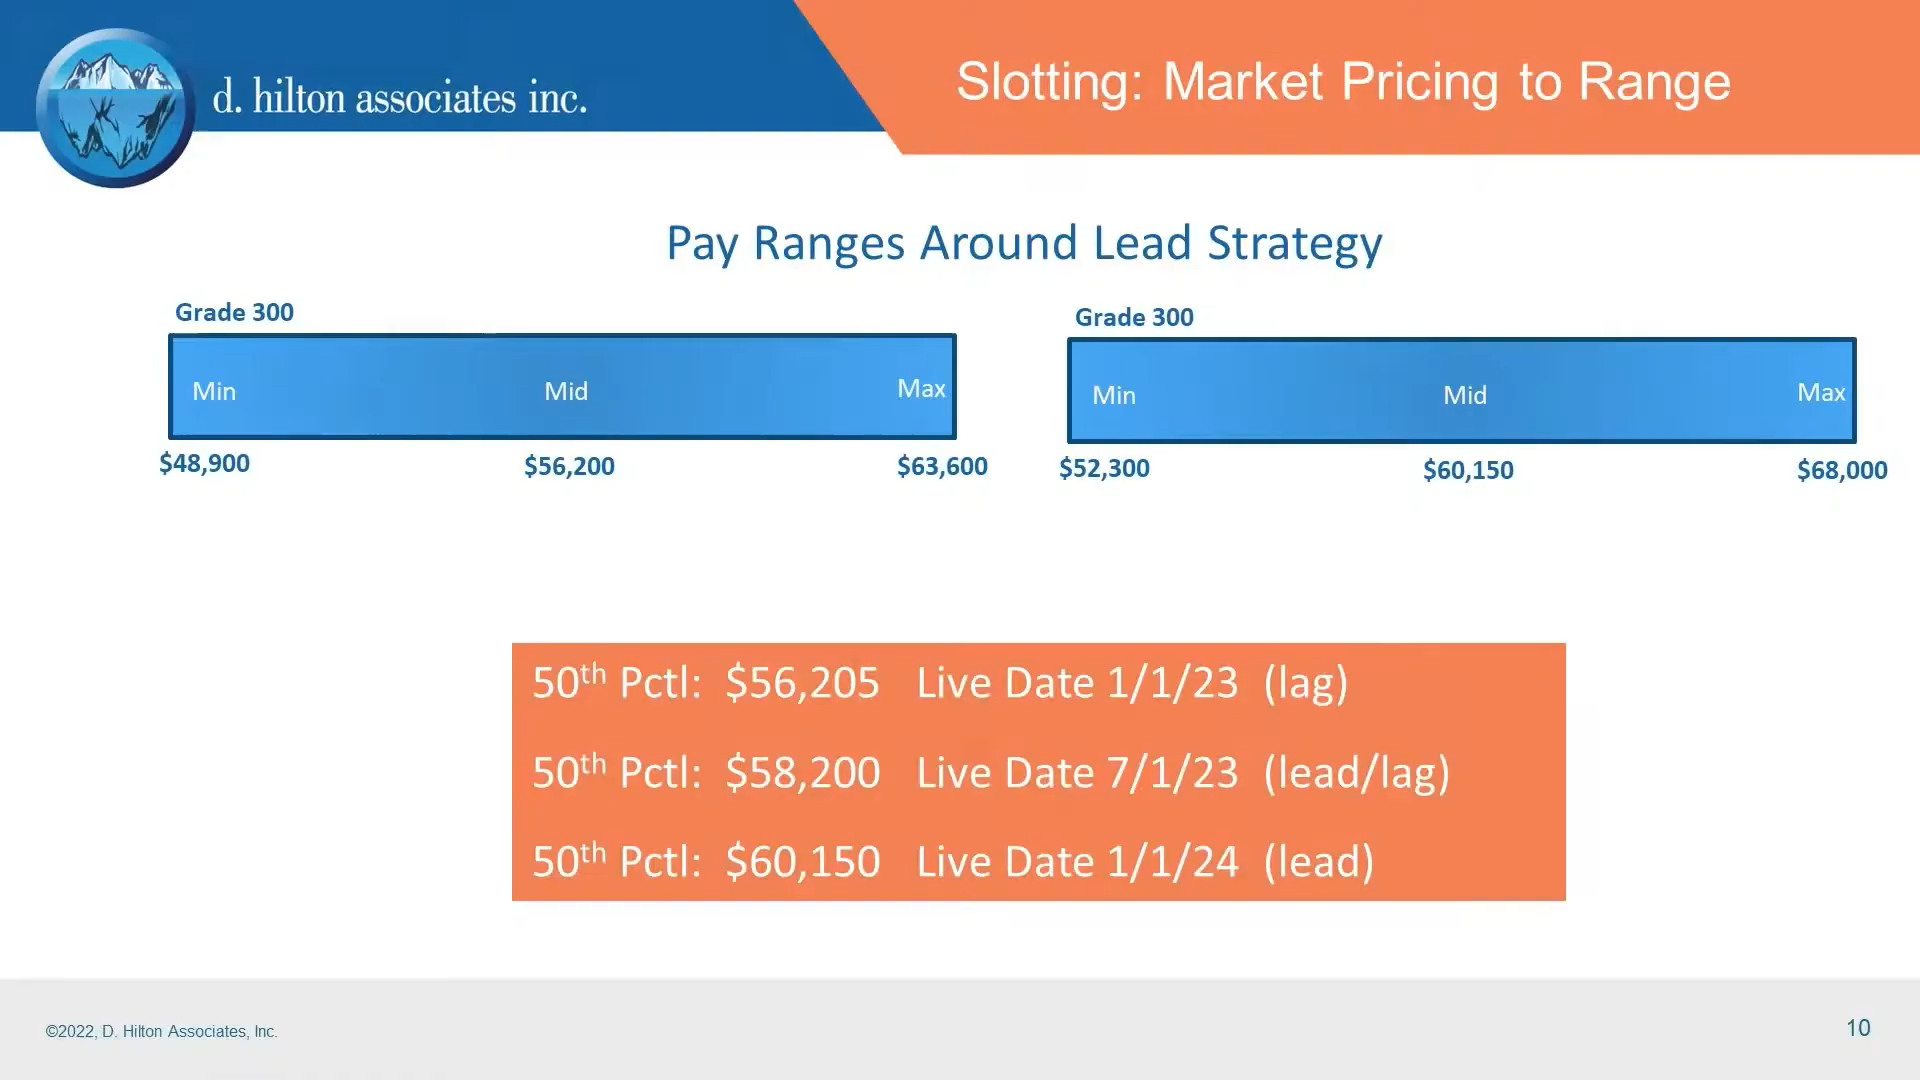 d. hilton associates inc.
Slotting: Market Pricing to Range
Pay Ranges Around Lead Strategy
Grade 300
Min Mid Max
$48,900 $56,200 $63,600
Grade 300
Min Mid Max
$52,300 $60,150 $68,000
50th Pctl: $56,205 Live Date 1/1/23 (lag)
50th Pctl: $58,200 Live Date 7/1/23 (lead/lag)
50th Pctl: $60,150 Live Date 1/1/24 (lead)
©2022, D. Hilton Associates, Inc.
10